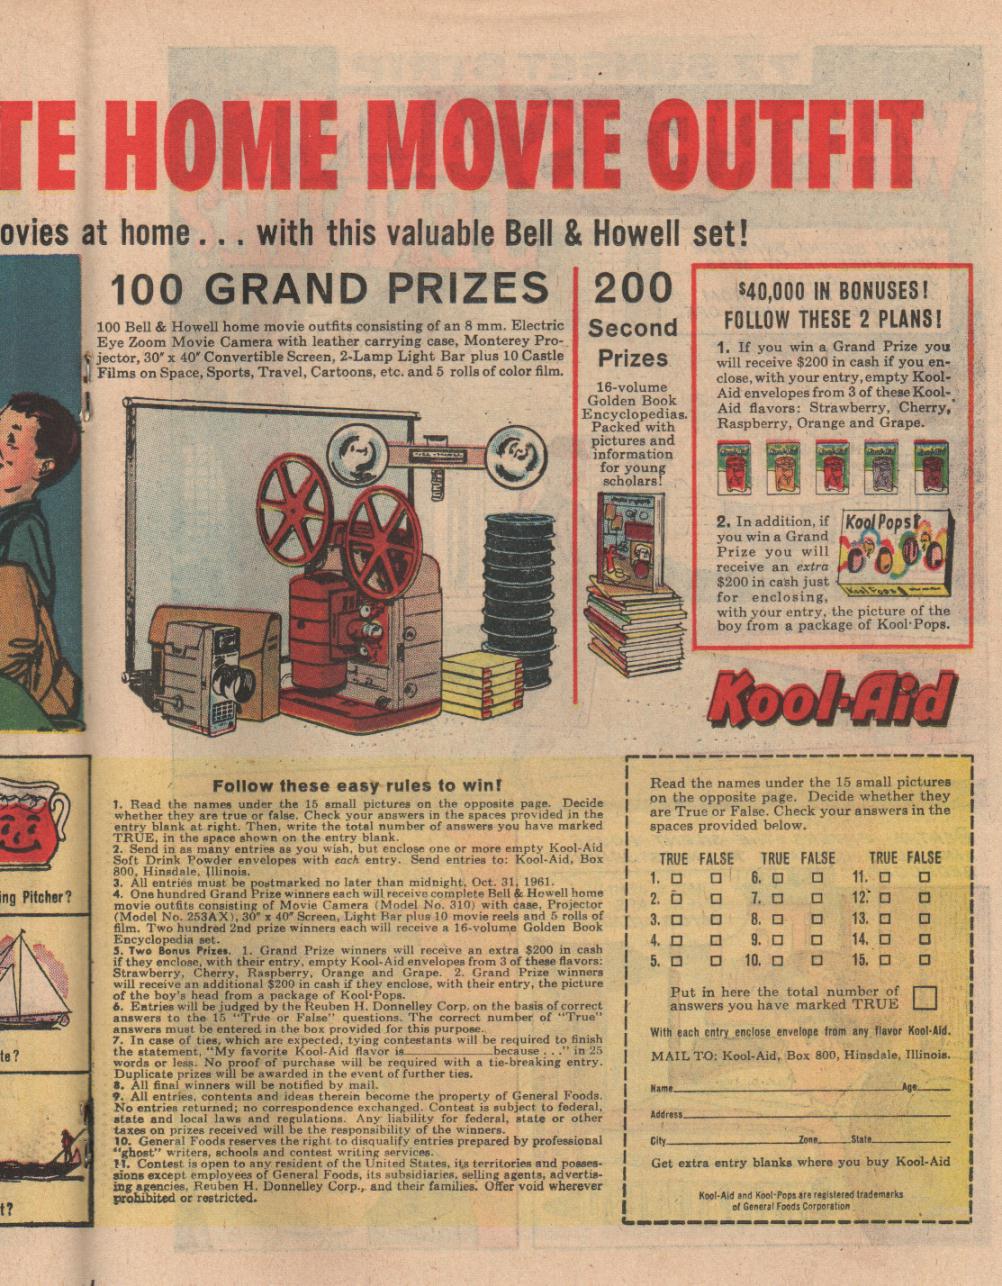 TE HOME MOVIE OUTFIT
ovies at home... with this valuable Bell & Howell set!
100 GRAND PRIZES
100 Bell & Howell home movie outfits consisting of an 8 mm. Electric
Eye Zoom Movie Camera with leather carrying case, Monterey Pro-
jector, 30" x 40" Convertible Screen, 2-Lamp Light Bar plus 10 Castle
Films on Space, Sports, Travel, Cartoons, etc. and 5 rolls of color film.
200
Second
Prizes
16-volume
Golden Book
Encyclopedias.
Packed with
pictures and
information
for young
scholars!
$40,000 IN BONUSES!
FOLLOW THESE 2 PLANS!
1. If you win a Grand Prize you
will receive $200 in cash if you en-
close, with your entry, empty Kool-
Aid envelopes from 3 of these Kool-
Aid flavors: Strawberry, Cherry,
Raspberry, Orange and Grape.
2. In addition, if
you win a Grand
Prize you will
receive an extra
$200 in cash just
for enclosing,
with your entry, the picture of the
boy from a package of Kool-Pops.
Kool Pops!
Kool Pops
Kool-Aid
ing Pitcher?
te?
t?
Follow these easy rules to win!
1. Read the names under the 15 small pictures on the opposite page. Decide
whether they are true or false. Check your answers in the spaces provided in the
entry blank at right. Then, write the total number of answers you have marked
TRUE, in the space shown on the entry blank.
2. Send in as many entries as you wish, but enclose one or more empty Kool-Aid
Soft Drink Powder envelopes with each entry. Send entries to: Kool-Aid, Box
800, Hinsdale, Illinois.
3. All entries must be postmarked no later than midnight, Oct. 31, 1961.
4. One hundred Grand Prize winners each will receive complete Bell & Howell home
movie outfits consisting of Movie Camera (Model No. 310) with case, Projector
(Model No. 253AX), 30" x 40" Screen, Light Bar plus 10 movie reels and 5 rolls of
film. Two hundred 2nd prize winners each will receive a 16-volume Golden Book
Encyclopedia set.
5. Two Bonus Prizes. 1. Grand Prize winners will receive an extra $200 in cash
if they enclose, with their entry, empty Kool-Aid envelopes from 3 of these flavors:
Strawberry, Cherry, Raspberry, Orange and Grape. 2. Grand Prize winners
will receive an additional $200 in cash if they enclose, with their entry, the picture
of the boy's head from a package of Kool-Pops.
6. Entries will be judged by the Reuben H. Donnelley Corp. on the basis of correct
answers to the 15 "True or False" questions. The correct number of "True"
answers must be entered in the box provided for this purpose.
7. In case of ties, which are expected, tying contestants will be required to finish
the statement, "My favorite Kool-Aid flavor is____________because . . ." in 25
words or less. No proof of purchase will be required with a tie-breaking entry.
Duplicate prizes will be awarded in the event of further ties.
8. All final winners will be notified by mail.
9. All entries, contents and ideas therein become the property of General Foods.
No entries returned; no correspondence exchanged. Contest is subject to federal,
state and local laws and regulations. Any liability for federal, state or other
taxes on prizes received will be the responsibility of the winners.
10. General Foods reserves the right to disqualify entries prepared by professional
"ghost" writers, schools and contest writing services.
11. Contest is open to any resident of the United States, its territories and posses-
sions except employees of General Foods, its subsidiaries, selling agents, advertis-
ing agencies, Reuben H. Donnelley Corp., and their families. Offer void wherever
prohibited or restricted.
Read the names under the 15 small pictures
on the opposite page. Decide whether they
are True or False. Check your answers in the
spaces provided below.
TRUE FALSE TRUE FALSE TRUE FALSE
1. 6. 11.
2. 7. 12.
3. 8. 13.
4. 9. 14.
5. 10. 15.
Put in here the total number of
answers you have marked TRUE
With each entry enclose envelope from any flavor Kool-Aid.
MAIL TO: Kool-Aid, Box 800, Hinsdale, Illinois.
Name Age
Address
City Zone State
Get extra entry blanks where you buy Kool-Aid
Kool-Aid and Kool-Pops are registered trademarks
of General Foods Corporation